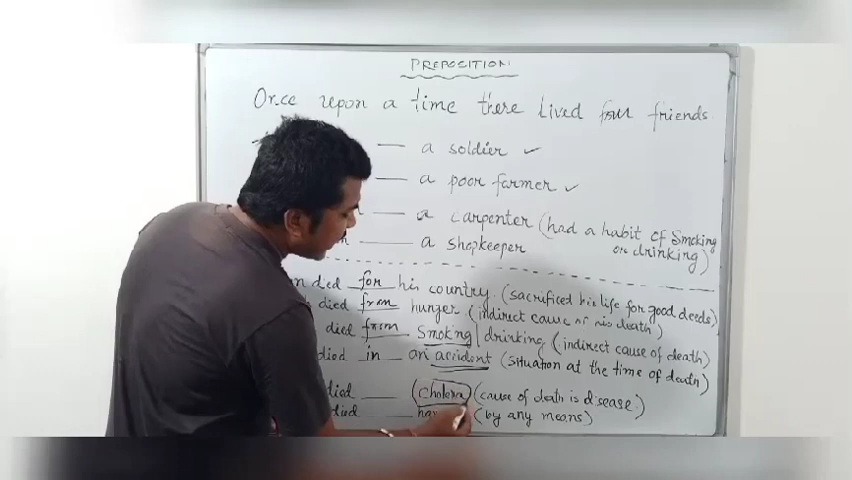 PREPOSITION
Once upon a time there lived four friends.
— a soldier ✓
— a poor farmer ✓
— a carpenter (had a habit of Smoking
or drinking)
— a shopkeeper
died for his country. (sacrificed his life for good deeds)
died from hunger (indirect cause of his death)
died from smoking | drinking (indirect cause of death)
died in an accident (situation at the time of death)
died ___ (cholera) (cause of death is disease.)
died ___ (by any means)